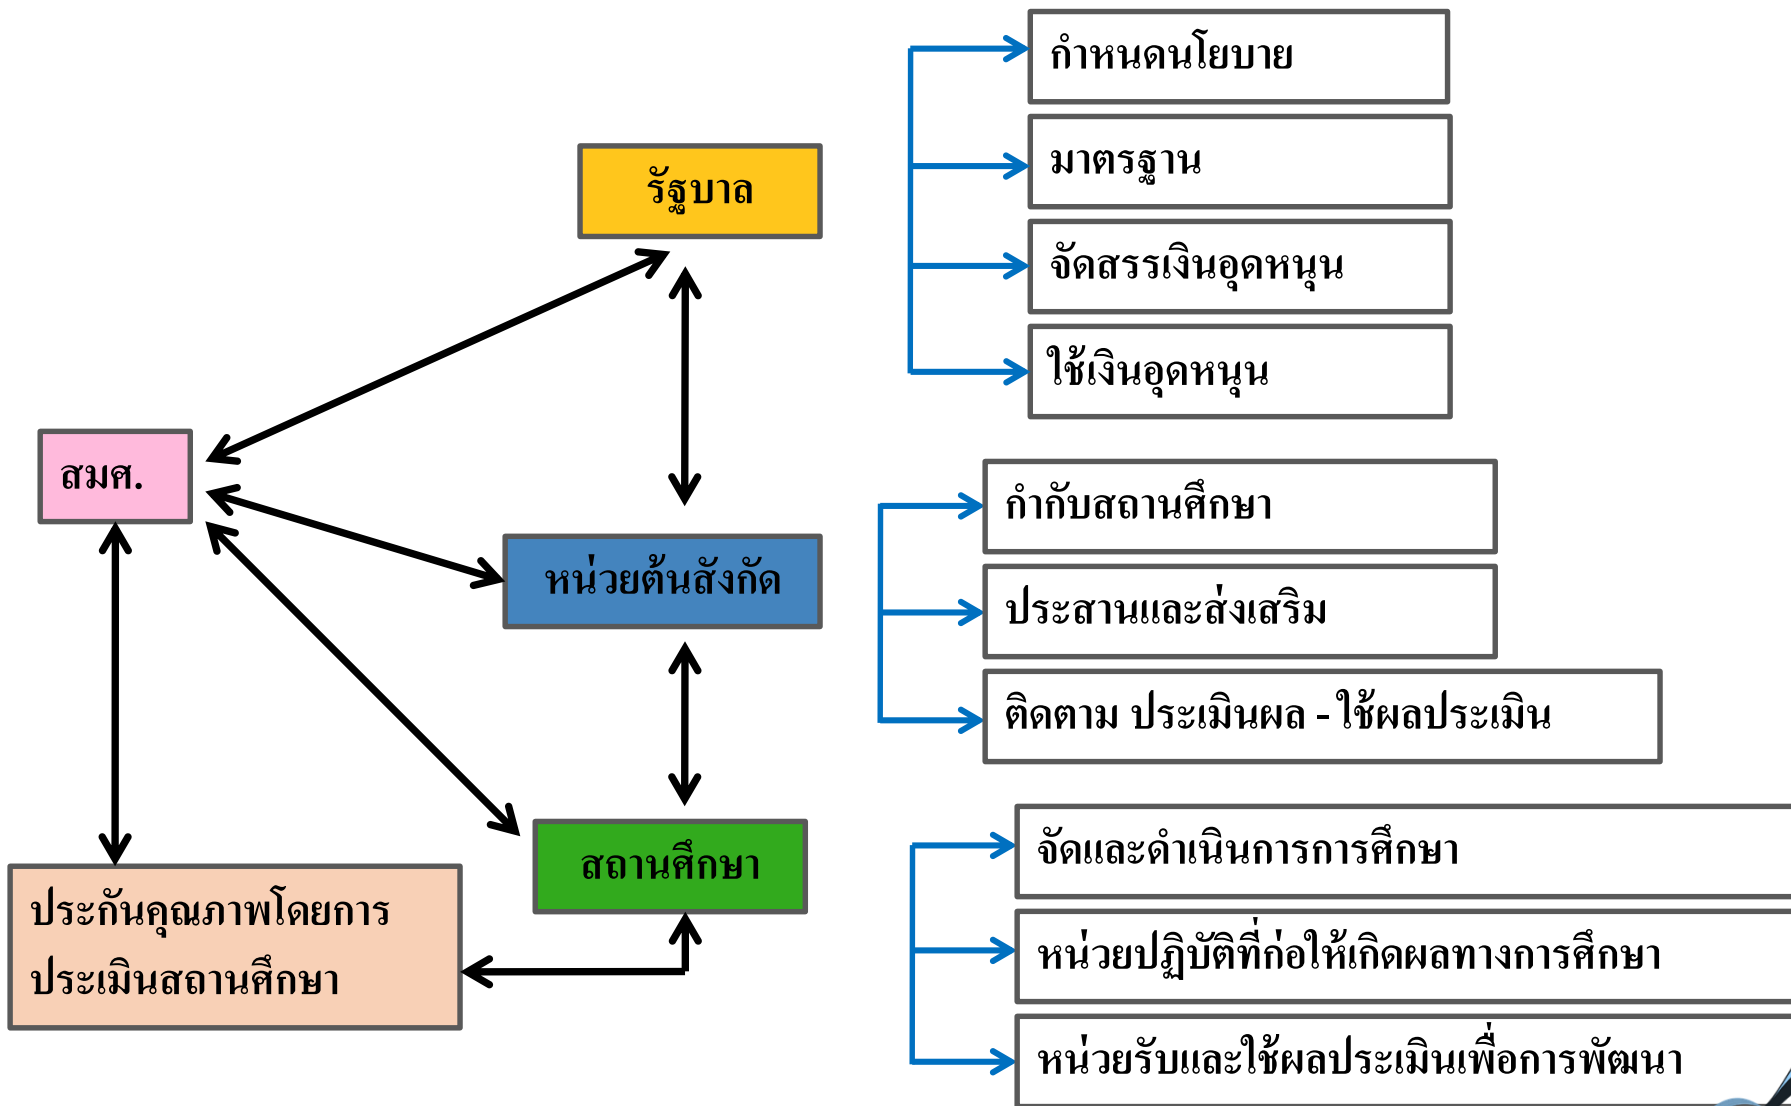 กำหนดนโยบาย
มาตรฐาน
รัฐบาล
จัดสรรเงินอุดหนุน
ใช้เงินอุดหนุน
สมศ.
กำกับสถานศึกษา
หน่วยต้นสังกัด
ประสานและส่งเสริม
ติดตาม ประเมินผล - ใช้ผลประเมิน
สถานศึกษา
จัดและดำเนินการการศึกษา
ประกันคุณภาพโดยการ
ประเมินสถานศึกษา
หน่วยปฏิบัติที่ก่อให้เกิดผลทางการศึกษา
หน่วยรับและใช้ผลประเมินเพื่อการพัฒนา